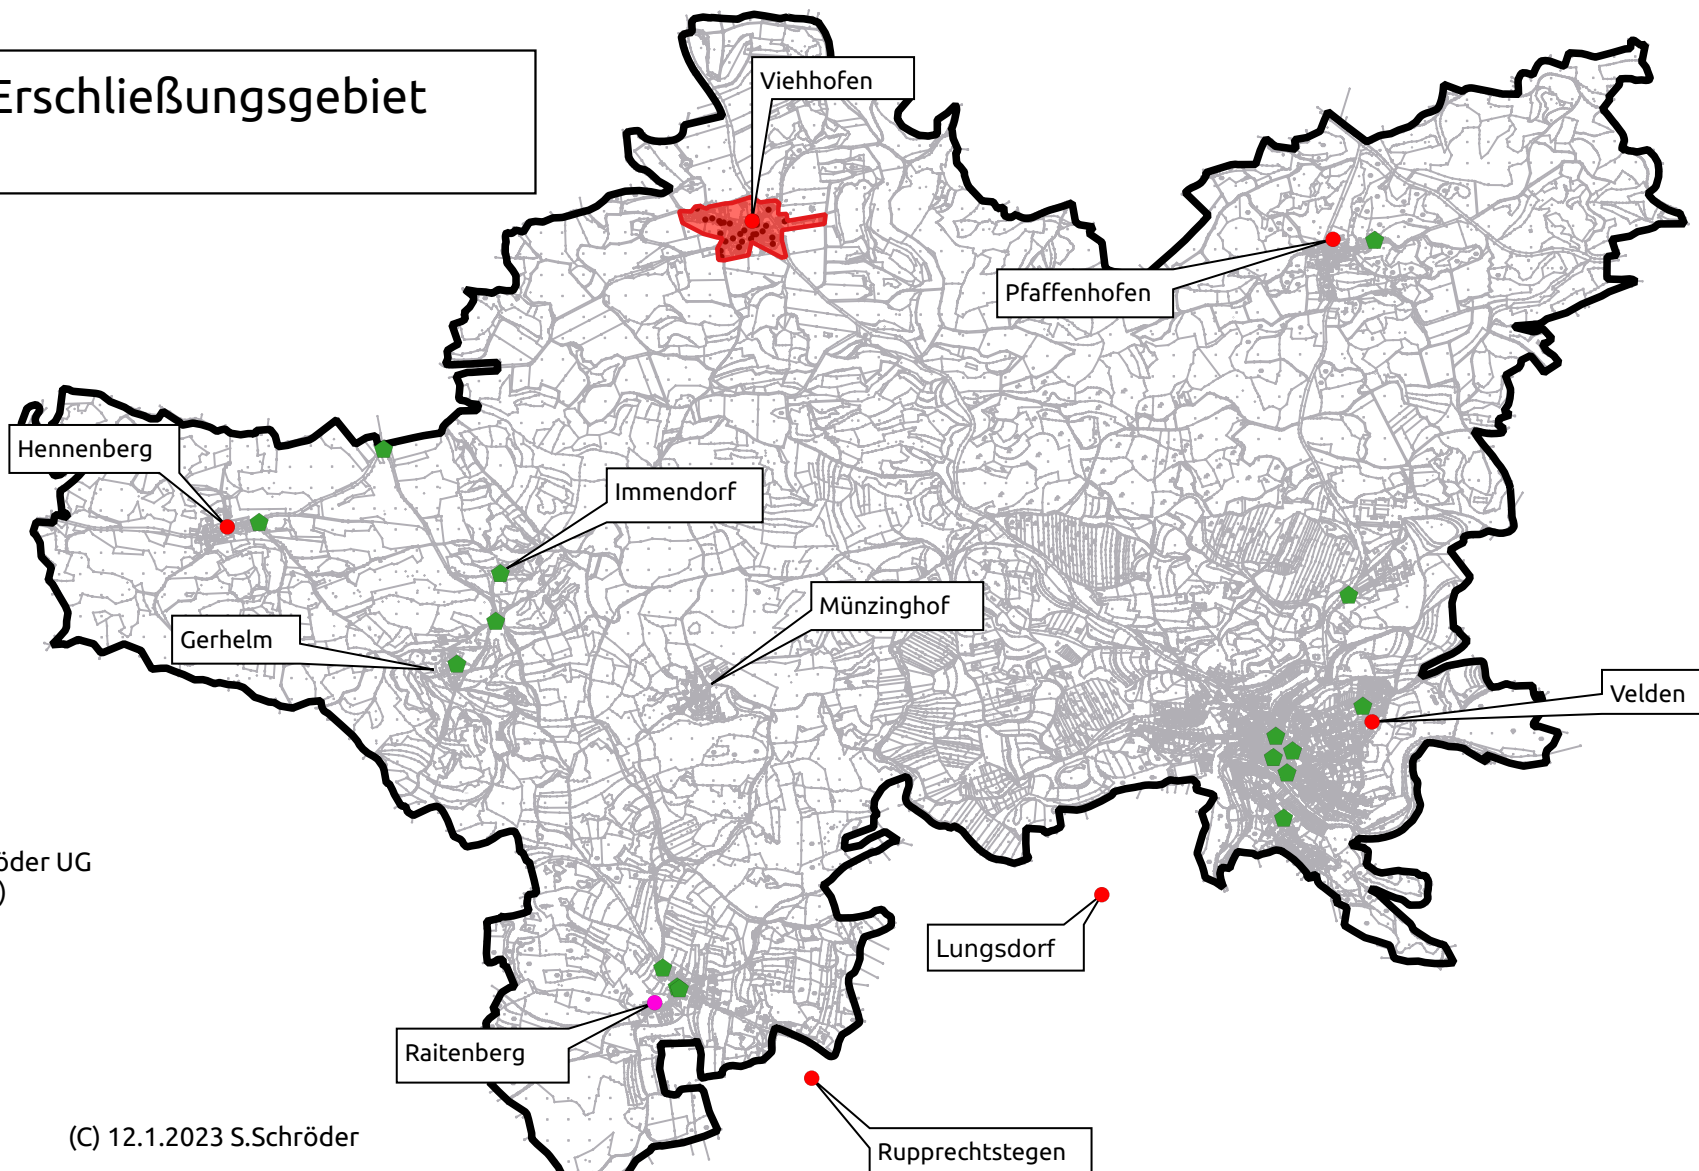 Erschließungsgebiet
Viehhofen
Pfaffenhofen
Hennenberg
Immendorf
Münzinghof
Gerhelm
Velden
öder UG
)
Lungsdorf
Raitenberg
(C) 12.1.2023 S.Schröder
Rupprechtstegen